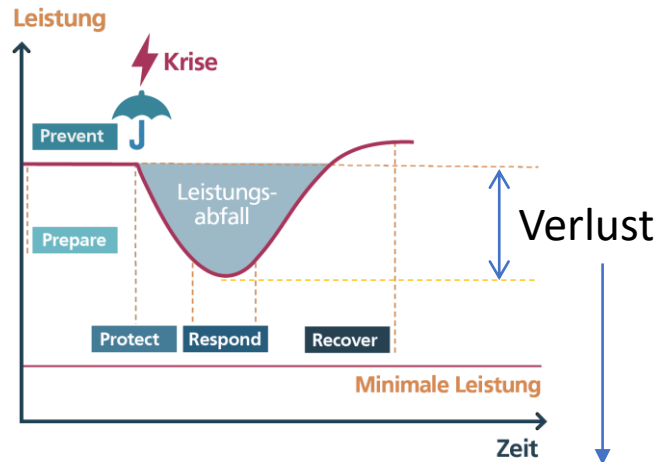 Leistung
Krise
Prevent
Leistungs-
abfall
Verlust
Prepare
Protect
Respond
Recover
Minimale Leistung
Zeit